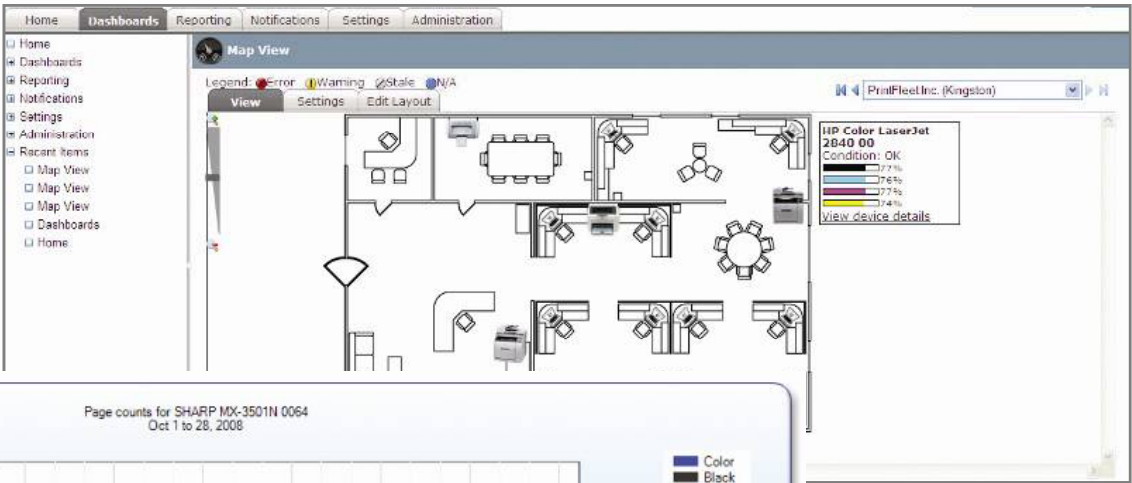 Home Dashboards Reporting Notifications Settings Administration
Home
Dashboards
Reporting
Notifications
Settings
Administration
Recent Items
Map View
Map View
Map View
Dashboards
Home
Map View
Legend: Error Warning Stale N/A
PrintFleet Inc. (Kingston)
View Settings Edit Layout
HP Color LaserJet
2840 00
Condition: OK
77%
76%
77%
74%
View device details
Page counts for SHARP MX-3501N 0064
Oct 1 to 28, 2008
Color
Black